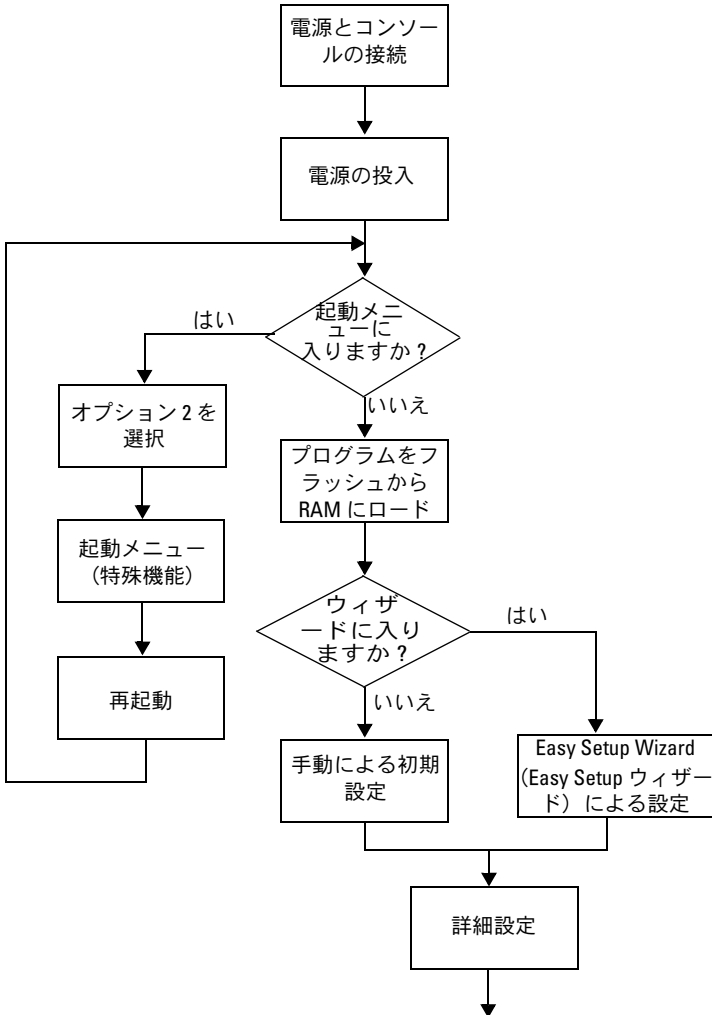 電源とコンソー
ルの接続
電源の投入
起動メニ
ューに
入りますか ?
はい
いいえ
オプション 2 を
選択
プログラムをフ
ラッシュから
RAM にロード
起動メニュー
（特殊機能）
ウィザ
ードに入り
ますか ?
はい
いいえ
再起動
手動による初期
設定
Easy Setup Wizard
（Easy Setup ウィザー
ド）による設定
詳細設定